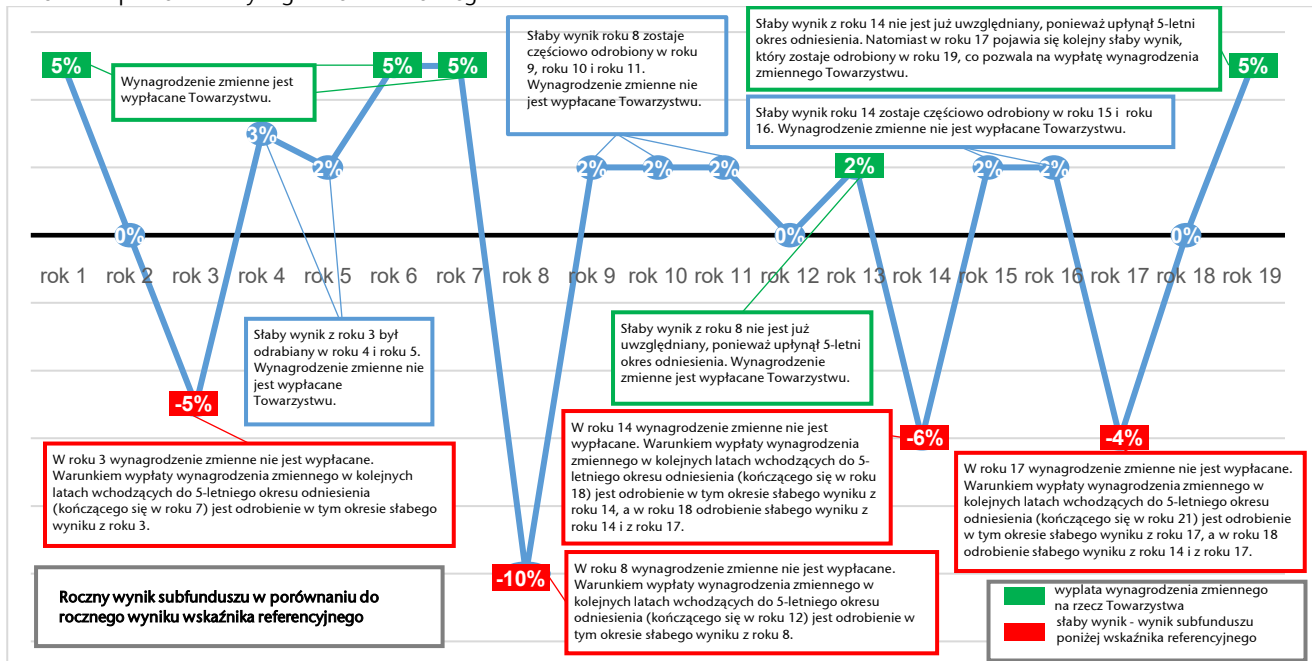 Słaby wynik roku 8 zostaje
częściowo odrobiony w roku
9, roku 10 i roku 11.
Wynagrodzenie zmienne nie
jest wypłacane Towarzystwu.
Słaby wynik z roku 14 nie jest już uwzględniany, ponieważ upłynął 5-letni
okres odniesienia. Natomiast w roku 17 pojawia się kolejny słaby wynik,
który zostaje odrobiony w roku 19, co pozwala na wypłatę wynagrodzenia
zmiennego Towarzystwu.
Wynagrodzenie zmienne jest
wypłacane Towarzystwu.
Słaby wynik roku 14 zostaje częściowo odrobiony w roku 15 i roku
16. Wynagrodzenie zmienne nie jest wypłacane Towarzystwu.
5%
0%
-5%
3%
2%
5%
5%
-10%
2%
2%
2%
0%
2%
-6%
2%
2%
-4%
0%
5%
rok 1 rok 2 rok 3 rok 4 rok 5 rok 6 rok 7 rok 8 rok 9 rok 10 rok 11 rok 12 rok 13 rok 14 rok 15 rok 16 rok 17 rok 18 rok 19
Słaby wynik z roku 3 był
odrabiany w roku 4 i roku 5.
Wynagrodzenie zmienne nie
jest wypłacane
Towarzystwu.
Słaby wynik z roku 8 nie jest już
uwzględniany, ponieważ upłynął 5-letni
okres odniesienia. Wynagrodzenie
zmienne jest wypłacane Towarzystwu.
W roku 3 wynagrodzenie zmienne nie jest wypłacane.
Warunkiem wypłaty wynagrodzenia zmiennego w kolejnych
latach wchodzących do 5-letniego okresu odniesienia
(kończącego się w roku 7) jest odrobienie w tym okresie słabego
wyniku z roku 3.
W roku 14 wynagrodzenie zmienne nie jest
wypłacane. Warunkiem wypłaty wynagrodzenia
zmiennego w kolejnych latach wchodzących do 5-
letniego okresu odniesienia (kończącego się w roku
18) jest odrobienie w tym okresie słabego wyniku z
roku 14, a w roku 18 odrobienie słabego wyniku z
roku 14 i z roku 17.
W roku 17 wynagrodzenie zmienne nie jest wypłacane.
Warunkiem wypłaty wynagrodzenia zmiennego w
kolejnych latach wchodzących do 5-letniego okresu
odniesienia (kończącego się w roku 21) jest odrobienie
w tym okresie słabego wyniku z roku 17, a w roku 18
odrobienie słabego wyniku z roku 14 i z roku 17.
W roku 8 wynagrodzenie zmienne nie jest wypłacane.
Warunkiem wypłaty wynagrodzenia zmiennego w
kolejnych latach wchodzących do 5-letniego okresu
odniesienia (kończącego się w roku 12) jest odrobienie w
tym okresie słabego wyniku z roku 8.
Roczny wynik subfunduszu w porównaniu do
rocznego wyniku wskaźnika referencyjnego
wyplata wynagrodzenia zmiennego
na rzecz Towarzystwa
słaby wynik - wynik subfunduszu
poniżej wskaźnika referencyjnego